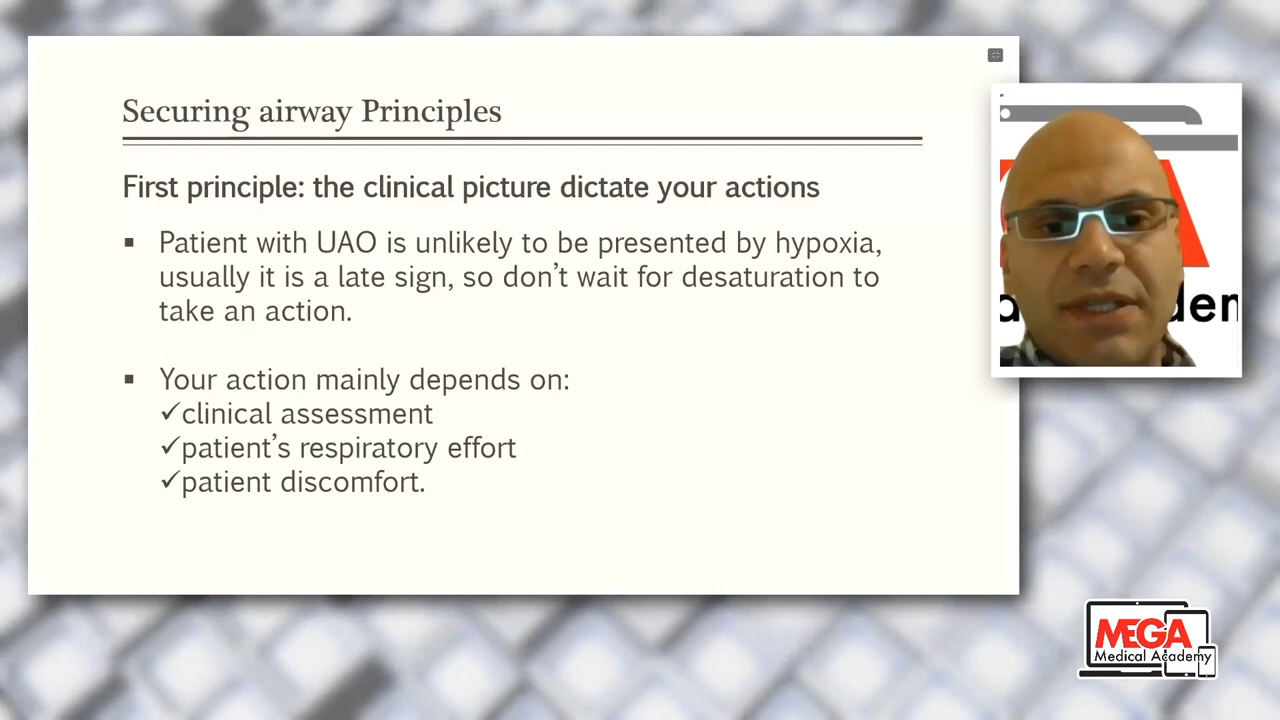 Securing airway Principles
First principle: the clinical picture dictate your actions
▪ Patient with UAO is unlikely to be presented by hypoxia,
usually it is a late sign, so don’t wait for desaturation to
take an action.
▪ Your action mainly depends on:
✓clinical assessment
✓patient’s respiratory effort
✓patient discomfort.
MEGA
Medical Academy